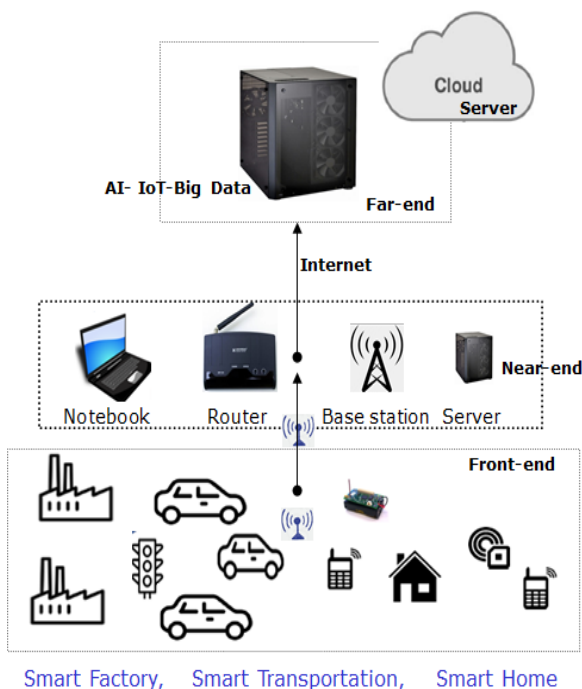 Cloud
Server
AI- IoT-Big Data
Far-end
Internet
Near-end
Notebook Router Base station Server
Front-end
Smart Factory, Smart Transportation, Smart Home